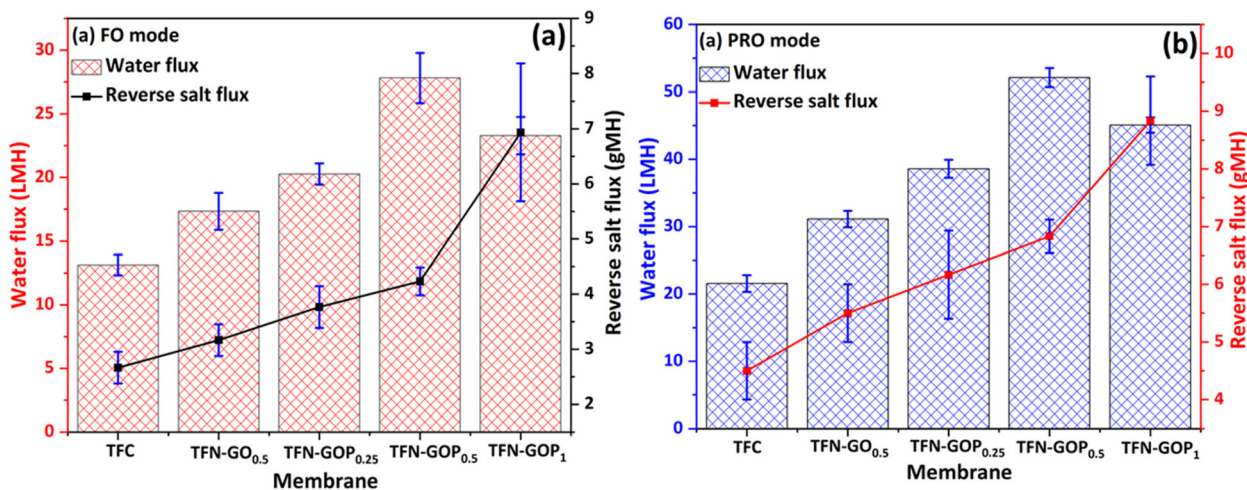 (a) FO mode
(a)
Water flux
Reverse salt flux
Water flux (LMH)
0
5
10
15
20
25
30
Reverse salt flux (gMH)
2
3
4
5
6
7
8
9
TFC
TFN-GO0.5
TFN-GOP0.25
TFN-GOP0.5
TFN-GOP1
Membrane
(a) PRO mode
(b)
Water flux
Reverse salt flux
Water flux (LMH)
0
10
20
30
40
50
60
Reverse salt flux (gMH)
4
5
6
7
8
9
10
TFC
TFN-GO0.5
TFN-GOP0.25
TFN-GOP0.5
TFN-GOP1
Membrane